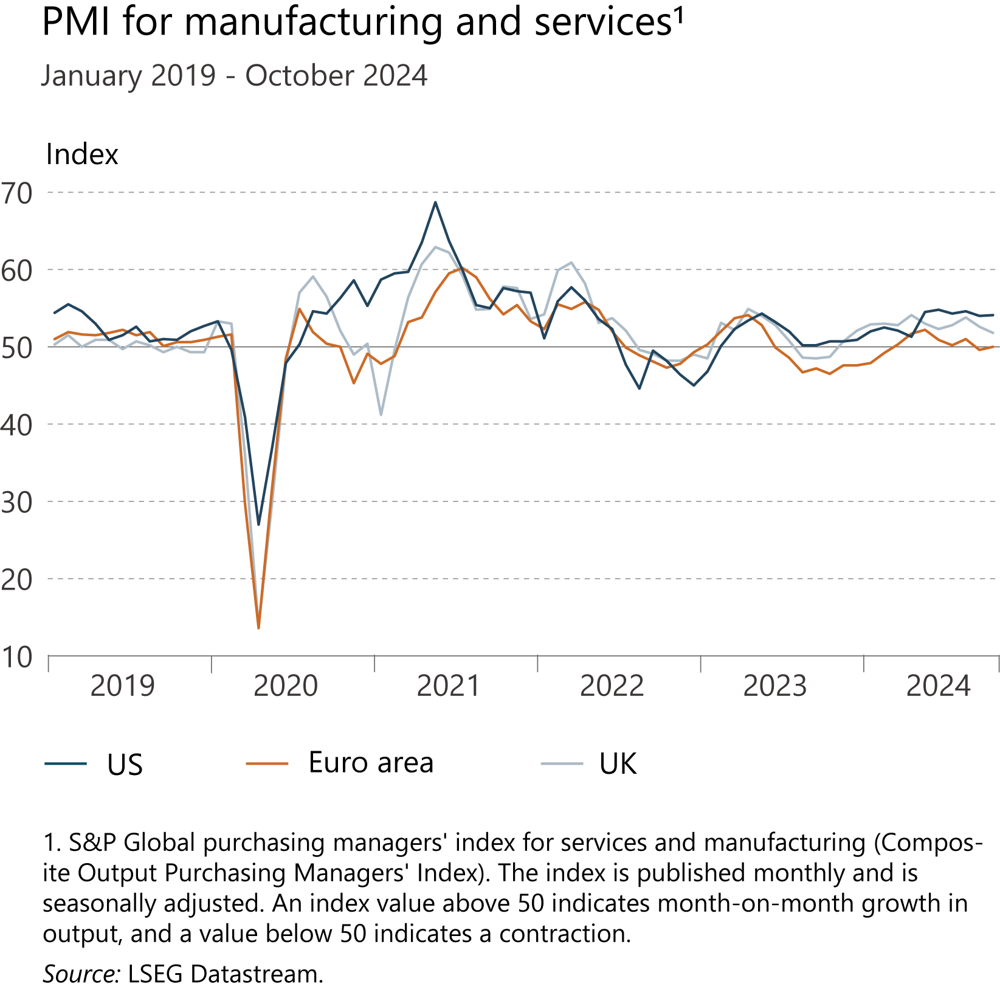 PMI for manufacturing and services¹
January 2019 - October 2024
Index
70
60
50
40
30
20
10
2019 2020 2021 2022 2023 2024
US Euro area UK
1. S&P Global purchasing managers' index for services and manufacturing (Compos-
ite Output Purchasing Managers' Index). The index is published monthly and is
seasonally adjusted. An index value above 50 indicates month-on-month growth in
output, and a value below 50 indicates a contraction.
Source: LSEG Datastream.